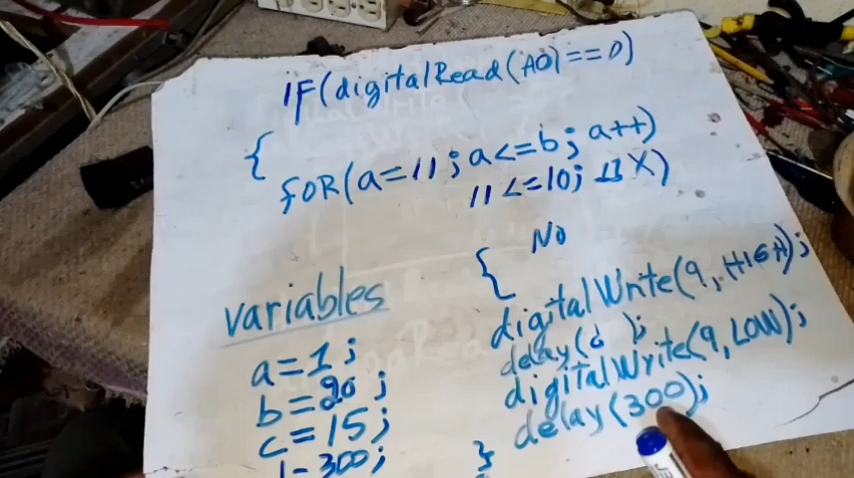 IF(digitalRead(A0)==0)
{
FOR(a=11; a<=b; a++)
11<=10; X)
{ No
digitalWrite(9, HIGH);
delay(d );
digitalWrite(9, LOW);
delay(300);
}
variables
a=1;
b=20;
c=15;
300;